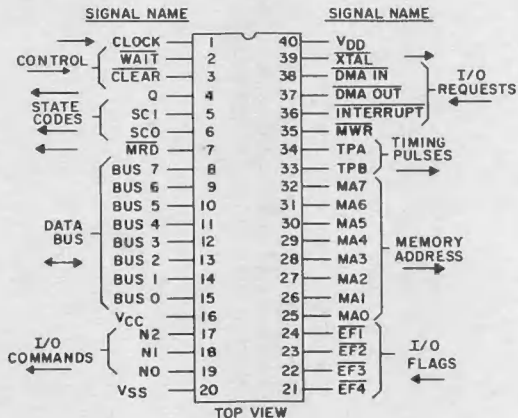 SIGNAL NAME SIGNAL NAME
CLOCK 1 40 VDD
CONTROL WAIT 2 39 XTAL
CLEAR 3 38 DMA IN I/O REQUESTS
Q 4 37 DMA OUT
STATE CODES SC1 5 36 INTERRUPT
SC0 6 35 MWR
MRD 7 34 TPA TIMING PULSES
BUS 7 8 33 TPB
BUS 6 9 32 MA7
BUS 5 10 31 MA6
BUS 4 11 30 MA5
DATA BUS BUS 3 12 29 MA4 MEMORY ADDRESS
BUS 2 13 28 MA3
BUS 1 14 27 MA2
BUS 0 15 26 MA1
VCC 16 25 MA0
I/O COMMANDS N2 17 24 EF1 I/O FLAGS
N1 18 23 EF2
N0 19 22 EF3
VSS 20 21 EF4
TOP VIEW